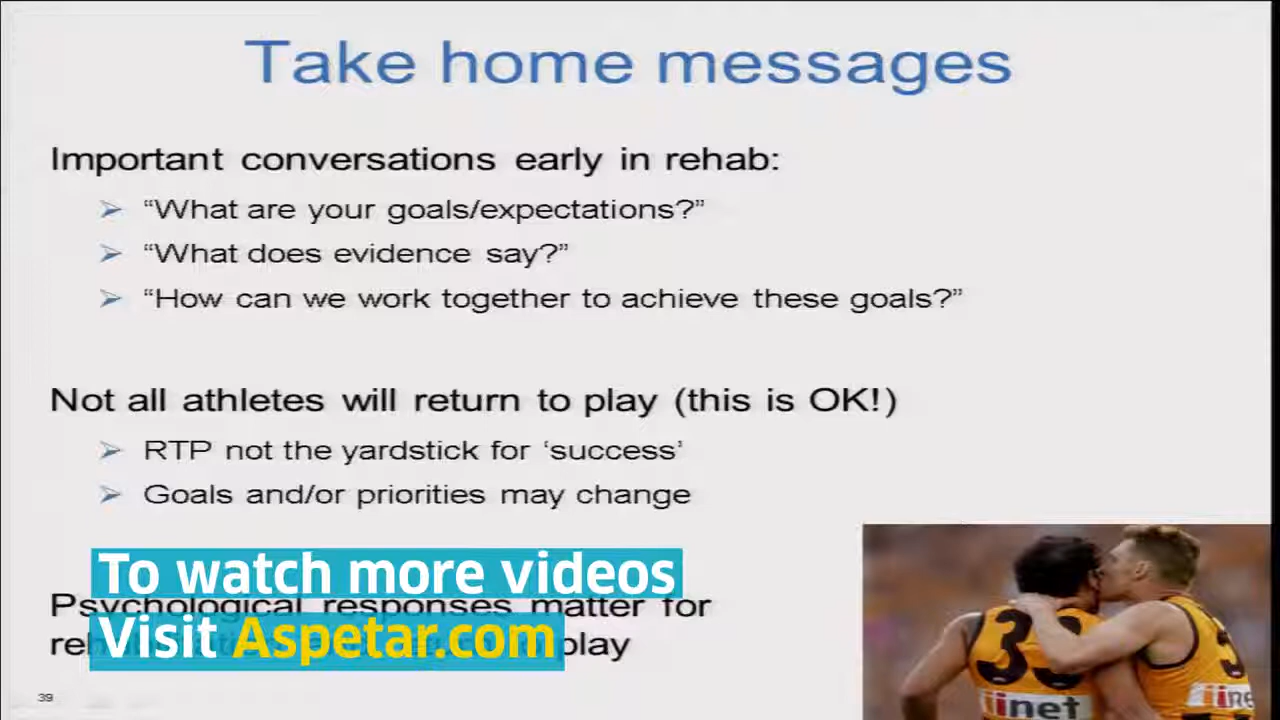 Take home messages
Important conversations early in rehab:
“What are your goals/expectations?”
“What does evidence say?”
“How can we work together to achieve these goals?”
Not all athletes will return to play (this is OK!)
RTP not the yardstick for ‘success’
Goals and/or priorities may change
To watch more videos
Psychological responses matter for
Visit Aspetar.com
play
39
33
iinet